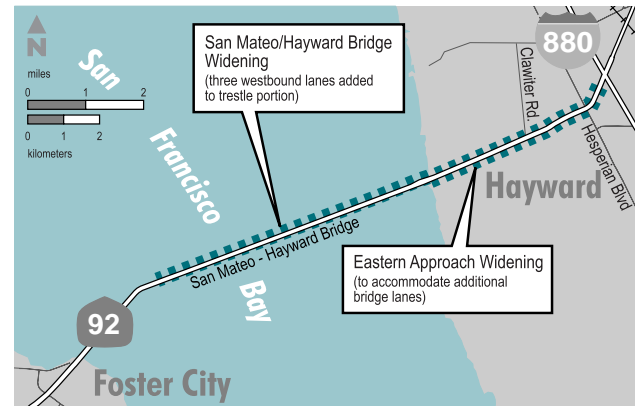 N
miles
0 1 2
0 1 2
kilometers
San
Francisco
Bay
San Mateo/Hayward Bridge
Widening
(three westbound lanes added
to trestle portion)
880
Clawiter Rd.
Hesperian Blvd
Hayward
San Mateo - Hayward Bridge
Eastern Approach Widening
(to accommodate additional
bridge lanes)
92
Foster City